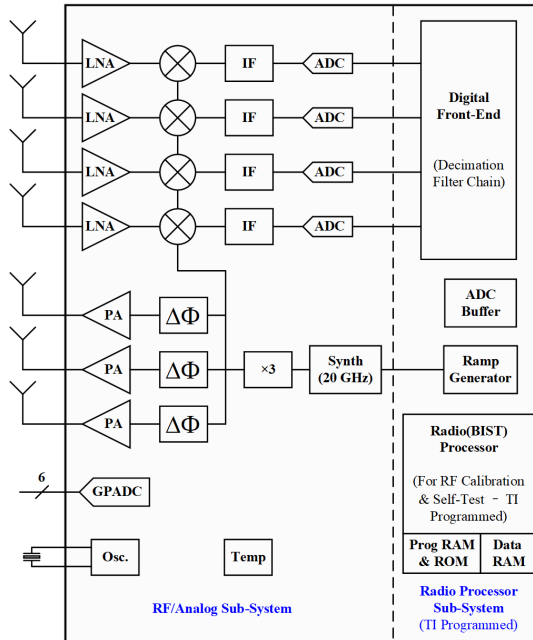 LNA
IF
ADC
LNA
IF
ADC
LNA
IF
ADC
LNA
IF
ADC
Digital
Front-End
(Decimation
Filter Chain)
PA
ΔΦ
PA
ΔΦ
PA
ΔΦ
×3
Synth
(20 GHz)
ADC
Buffer
Ramp
Generator
6
GPADC
Osc.
Temp
RF/Analog Sub-System
Radio(BIST)
Processor
(For RF Calibration
& Self-Test – TI
Programmed)
Prog RAM
& ROM
Data
RAM
Radio Processor
Sub-System
(TI Programmed)